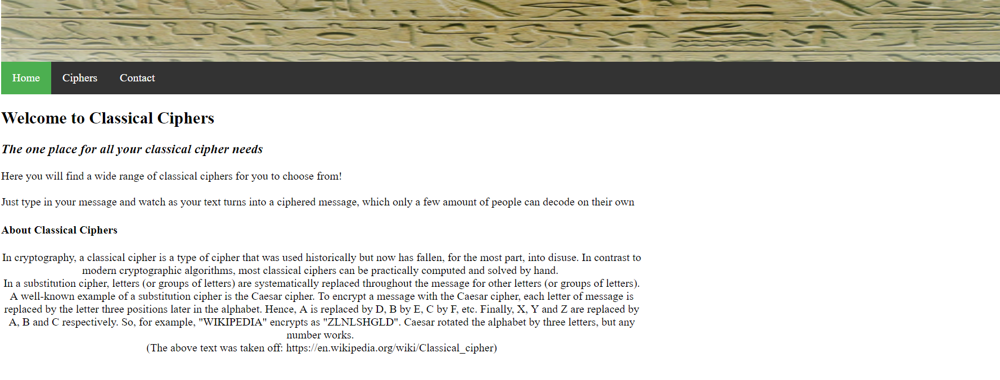 Home Ciphers Contact
Welcome to Classical Ciphers
The one place for all your classical cipher needs
Here you will find a wide range of classical ciphers for you to choose from!
Just type in your message and watch as your text turns into a ciphered message, which only a few amount of people can decode on their own
About Classical Ciphers
In cryptography, a classical cipher is a type of cipher that was used historically but now has fallen, for the most part, into disuse. In contrast to
modern cryptographic algorithms, most classical ciphers can be practically computed and solved by hand.
In a substitution cipher, letters (or groups of letters) are systematically replaced throughout the message for other letters (or groups of letters).
A well-known example of a substitution cipher is the Caesar cipher. To encrypt a message with the Caesar cipher, each letter of message is
replaced by the letter three positions later in the alphabet. Hence, A is replaced by D, B by E, C by F, etc. Finally, X, Y and Z are replaced by
A, B and C respectively. So, for example, "WIKIPEDIA" encrypts as "ZLNLSHGLD". Caesar rotated the alphabet by three letters, but any
number works.
(The above text was taken off: https://en.wikipedia.org/wiki/Classical_cipher)